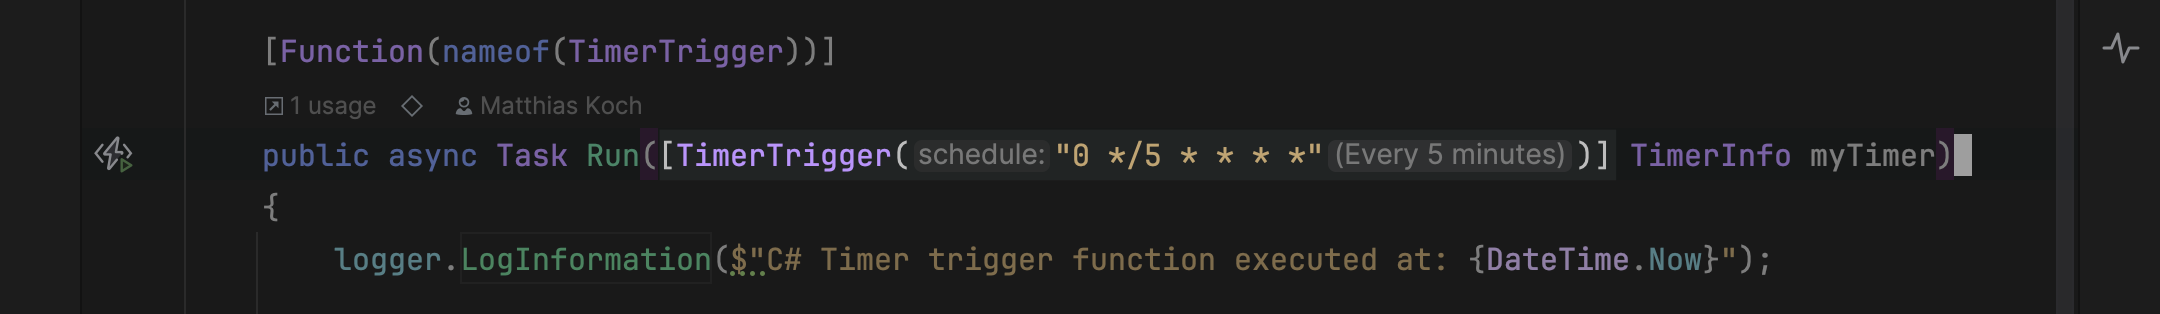 [Function(nameof(TimerTrigger))]
1 usage Matthias Koch
public async Task Run([TimerTrigger( schedule: "0 */5 * * * *" (Every 5 minutes) )] TimerInfo myTimer)
{
logger.LogInformation($"C# Timer trigger function executed at: {DateTime.Now}");